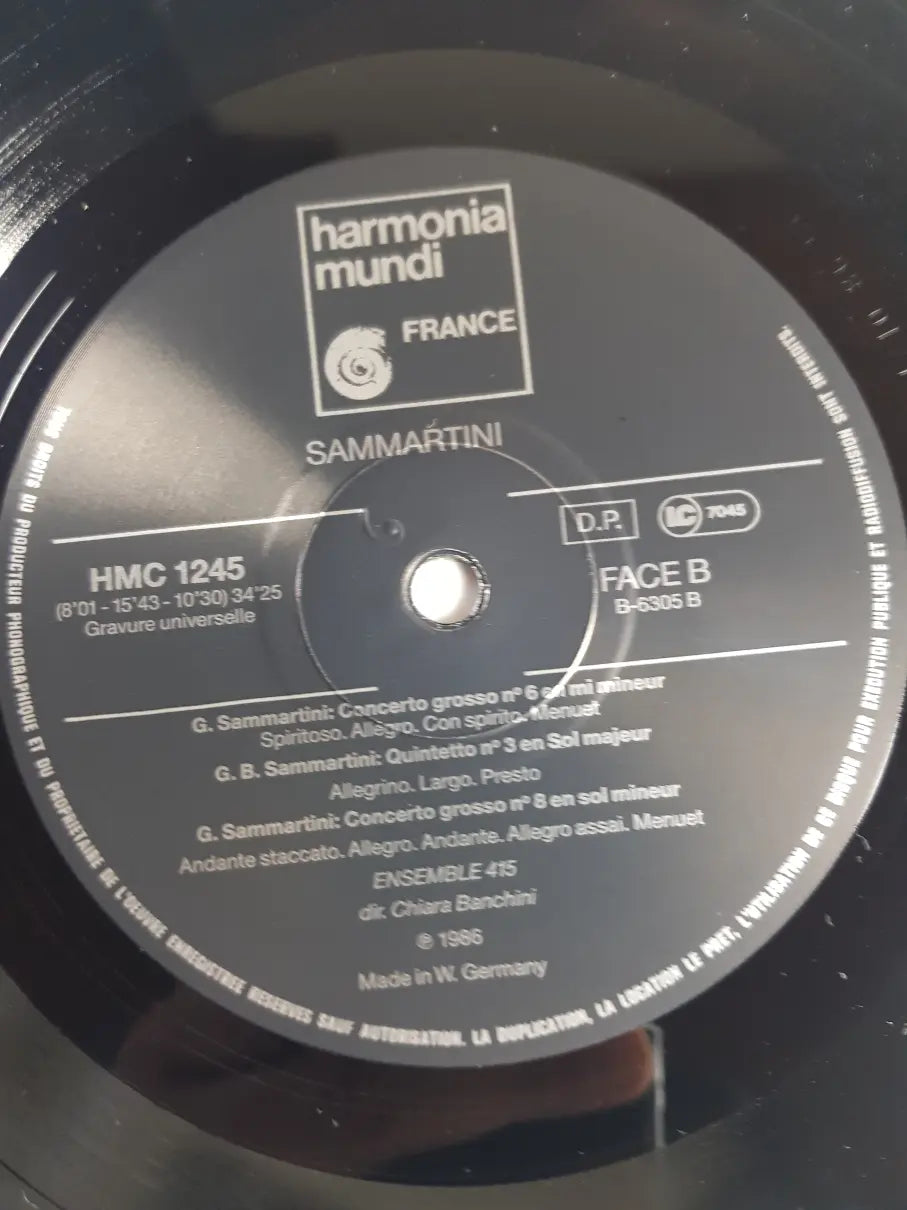 harmonia
mundi
FRANCE
SAMMARTINI
D.P. LC 7045
HMC 1245
(8'01 - 15'43 - 10'30) 34'25
Gravure universelle
FACE B
B-6305 B
G. Sammartini: Concerto grosso nº 6 en mi mineur
Spiritoso. Allegro. Con spirito. Menuet
G. B. Sammartini: Quintetto nº 3 en Sol majeur
Allegrino. Largo. Presto
G. Sammartini: Concerto grosso nº 8 en sol mineur
Andante staccato. Allegro. Andante. Allegro assai. Menuet
ENSEMBLE 415
dir. Chiara Banchini
℗ 1986
Made in W. Germany
TOUS DROITS DU PRODUCTEUR PHONOGRAPHIQUE ET DU PROPRIETAIRE DE L'OEUVRE ENREGISTREE RESERVES SAUF AUTORISATION. LA DUPLICATION, LA LOCATION LE PRET, L'UTILISATION DE CE DISQUE POUR EXECUTION PUBLIQUE ET RADIODIFFUSION SONT INTERDITS.